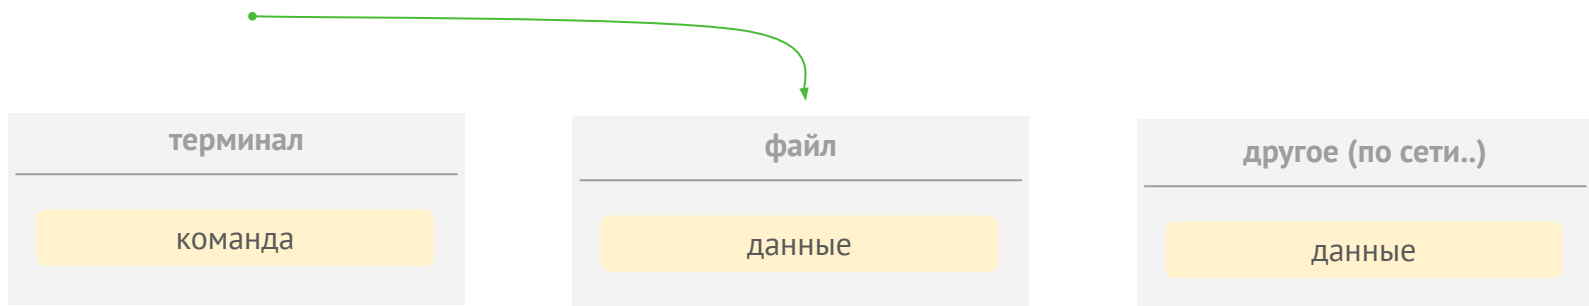 терминал
команда
файл
данные
другое (по сети..)
данные